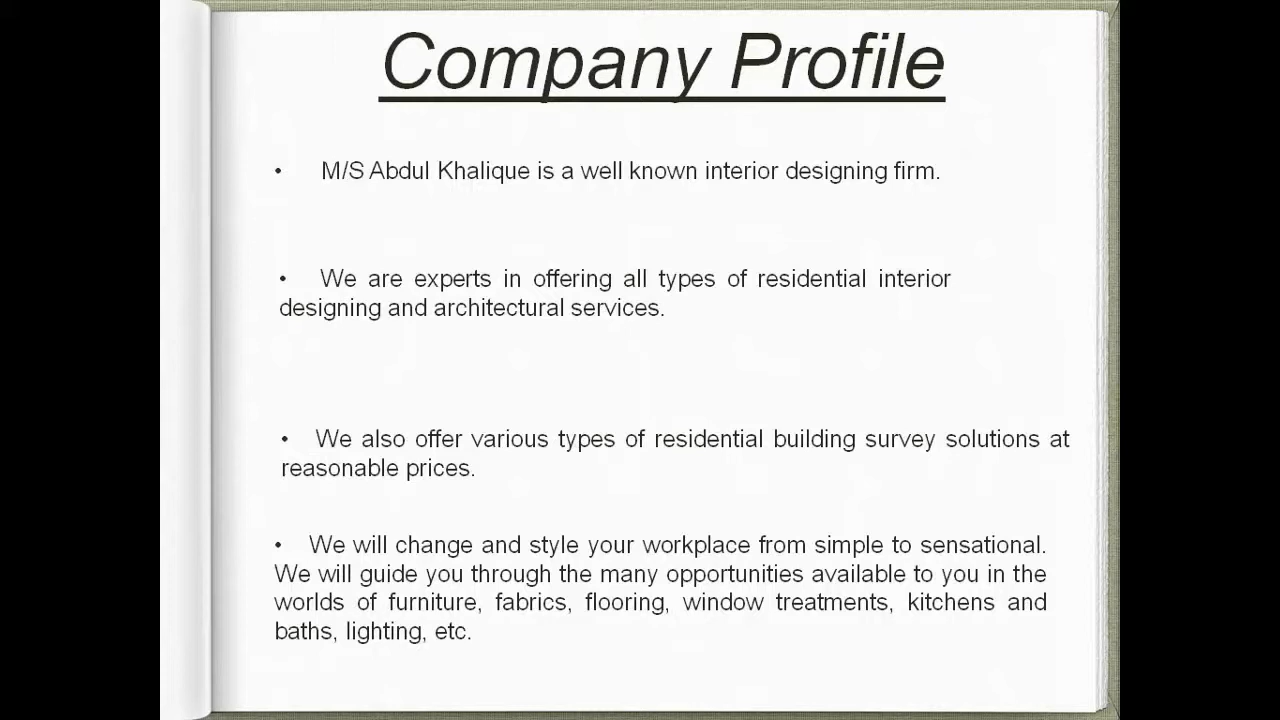 Company Profile
• M/S Abdul Khalique is a well known interior designing firm.
• We are experts in offering all types of residential interior
designing and architectural services.
• We also offer various types of residential building survey solutions at
reasonable prices.
• We will change and style your workplace from simple to sensational.
We will guide you through the many opportunities available to you in the
worlds of furniture, fabrics, flooring, window treatments, kitchens and
baths, lighting, etc.